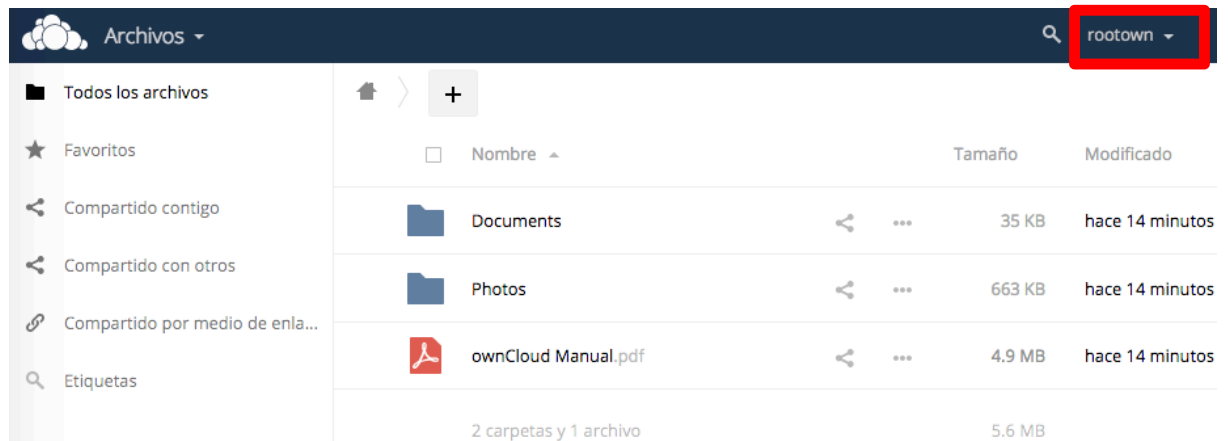 Archivos
rootown
Todos los archivos
Favoritos
Compartido contigo
Compartido con otros
Compartido por medio de enla...
Etiquetas
+
Nombre Tamaño Modificado
Documents 35 KB hace 14 minutos
Photos 663 KB hace 14 minutos
ownCloud Manual.pdf 4.9 MB hace 14 minutos
2 carpetas y 1 archivo 5.6 MB